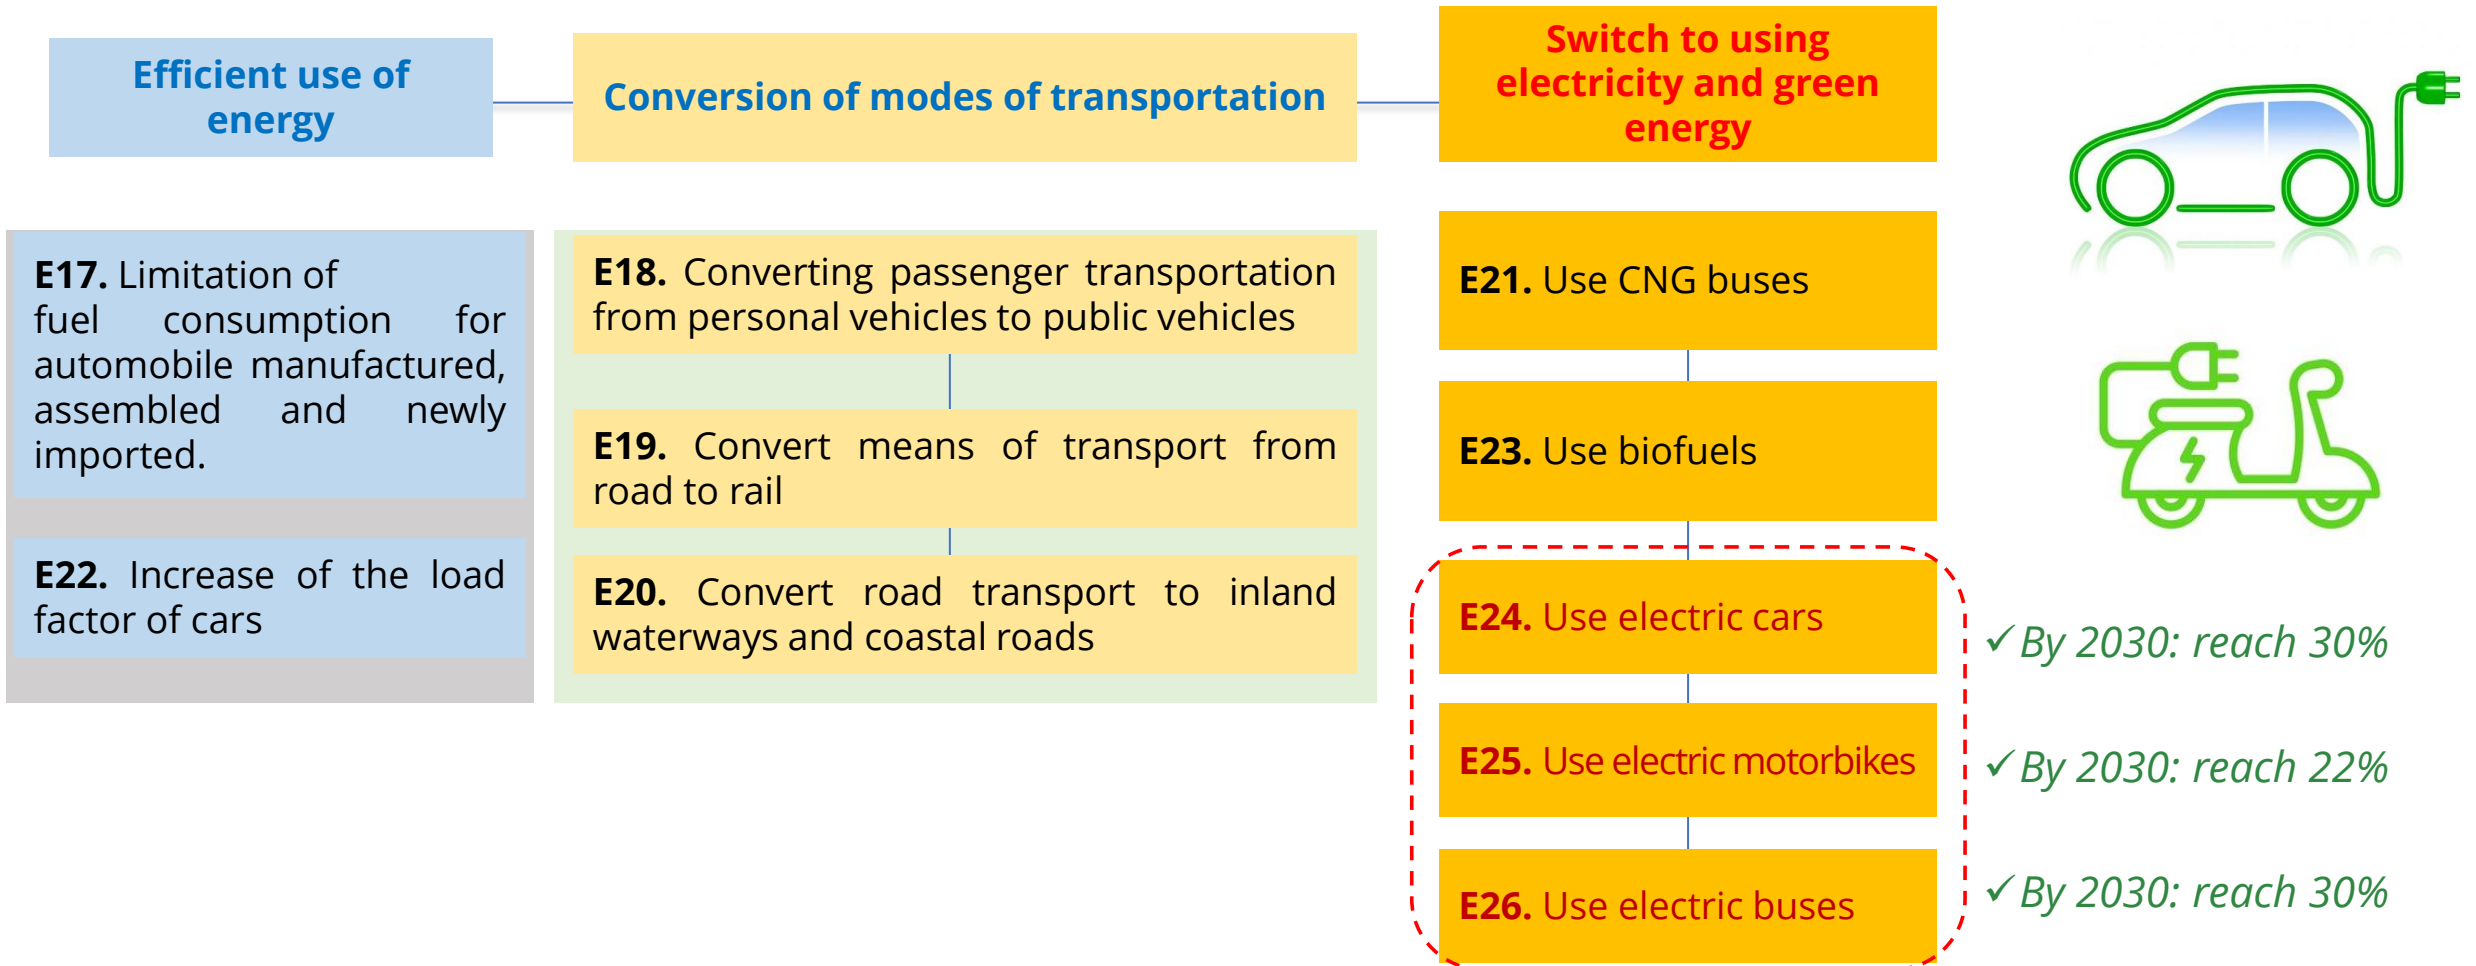 Efficient use of
energy
Conversion of modes of transportation
Switch to using
electricity and green
energy
E17. Limitation of
fuel consumption for
automobile manufactured,
assembled and newly
imported.
E22. Increase of the load
factor of cars
E18. Converting passenger transportation
from personal vehicles to public vehicles
E19. Convert means of transport from
road to rail
E20. Convert road transport to inland
waterways and coastal roads
E21. Use CNG buses
E23. Use biofuels
E24. Use electric cars
E25. Use electric motorbikes
E26. Use electric buses
✓By 2030: reach 30%
✓By 2030: reach 22%
✓By 2030: reach 30%